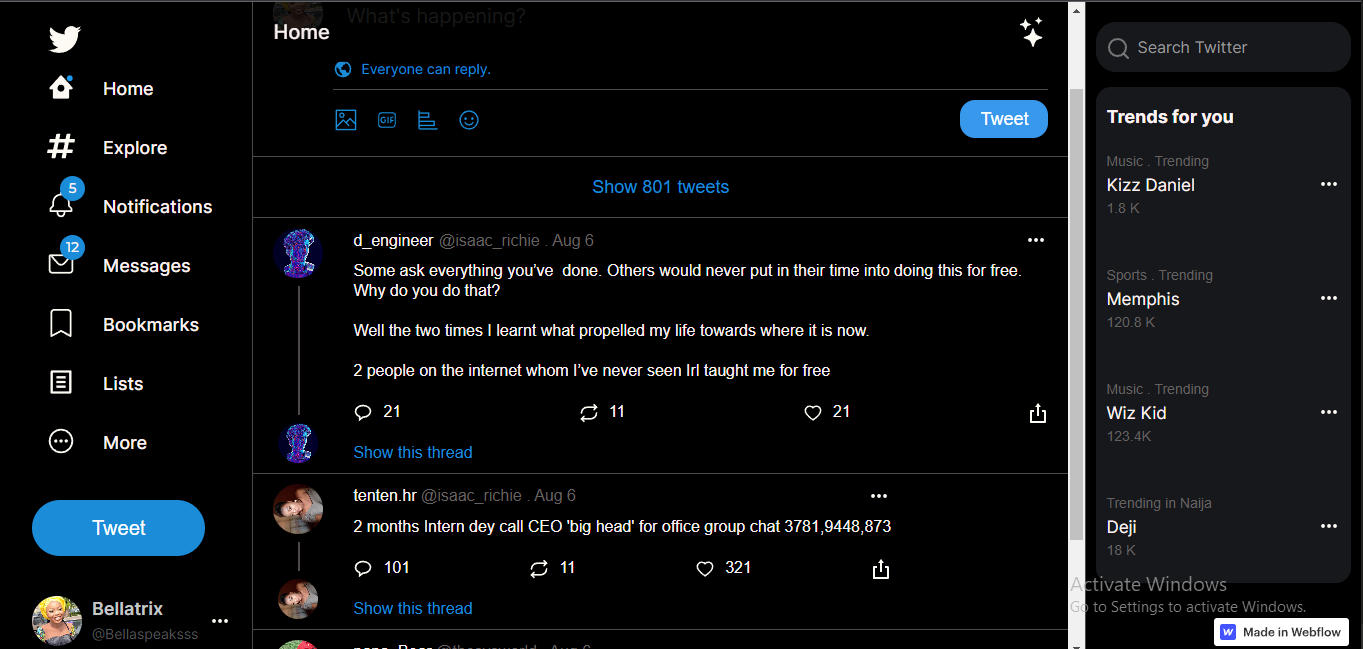 Home
Explore
5
Notifications
12
Messages
Bookmarks
Lists
More
Tweet
Bellatrix
@Bellaspeaksss
What's happening?
Home
Everyone can reply.
GIF
Tweet
Show 801 tweets
d_engineer @isaac_richie . Aug 6
Some ask everything you’ve  done. Others would never put in their time into doing this for free.
Why do you do that?
Well the two times I learnt what propelled my life towards where it is now.
2 people on the internet whom I’ve never seen Irl taught me for free
21 11 21
Show this thread
tenten.hr @isaac_richie . Aug 6
2 months Intern dey call CEO 'big head' for office group chat 3781,9448,873
101 11 321
Show this thread
Search Twitter
Trends for you
Music . Trending
Kizz Daniel
1.8 K
Sports . Trending
Memphis
120.8 K
Music . Trending
Wiz Kid
123.4K
Trending in Naija
Deji
18 K
Activate Windows
Go to Settings to activate Windows.
Made in Webflow